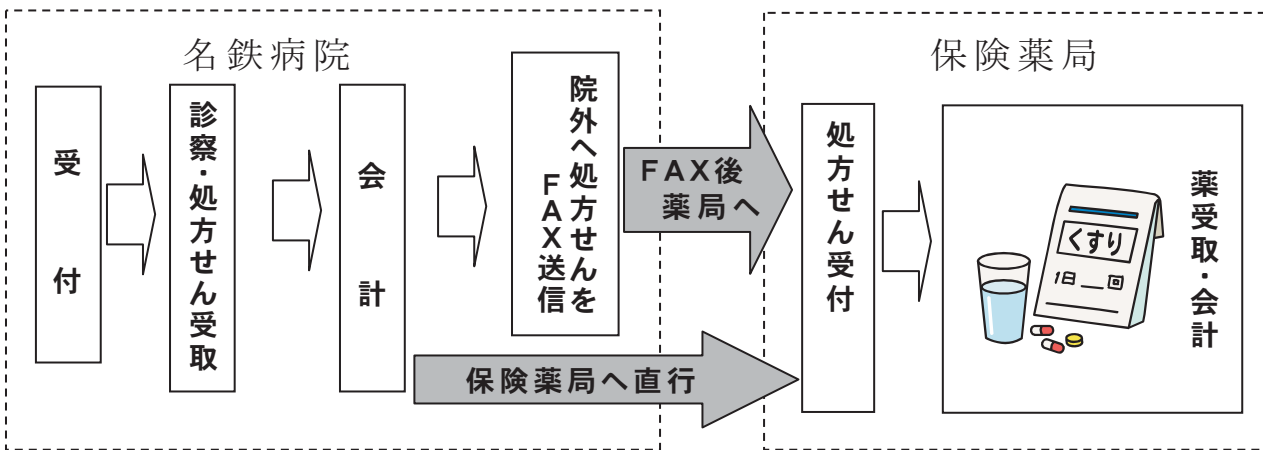 名鉄病院
受付
診察・処方せん受取
会計
院外へ処方せんを
FAX送信
FAX後
薬局へ
保険薬局へ直行
保険薬局
処方せん受付
薬受取・会計
くすり
1日__回